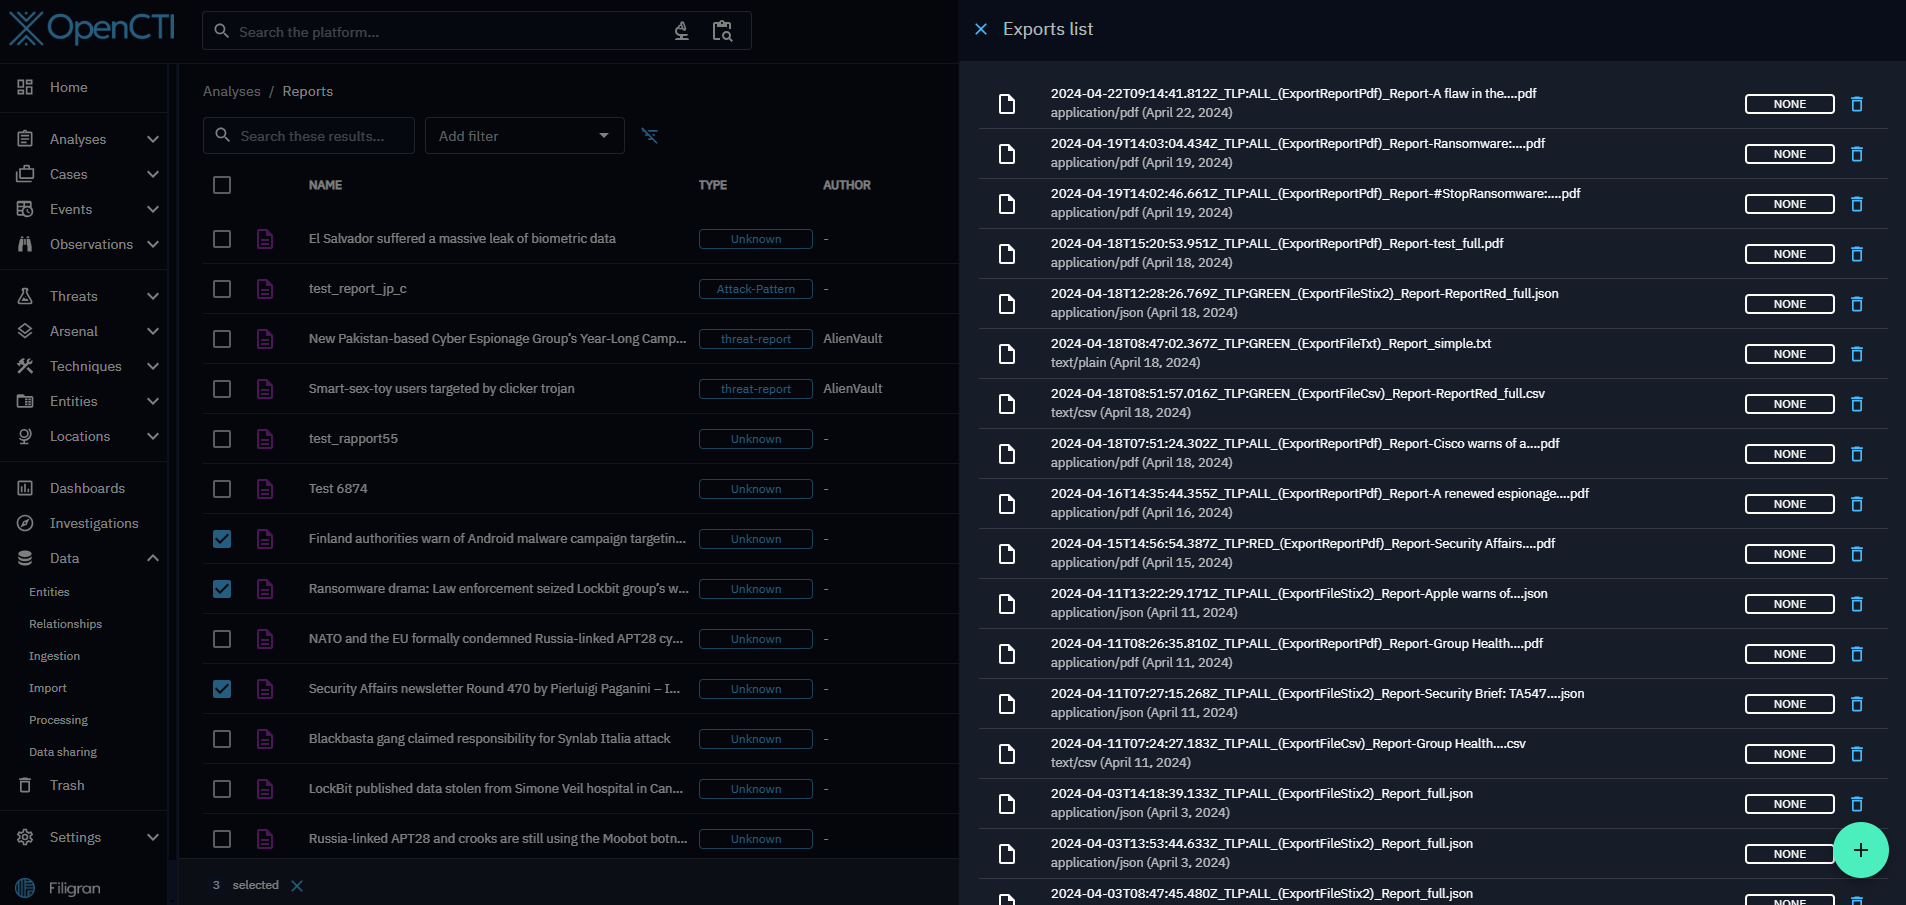 OpenCTI
Search the platform...
Exports list
Home
Analyses
Cases
Events
Observations
Threats
Arsenal
Techniques
Entities
Locations
Dashboards
Investigations
Data
Entities
Relationships
Ingestion
Import
Processing
Data sharing
Trash
Settings
Filigran
Analyses / Reports
Search these results...
Add filter
NAME TYPE AUTHOR
El Salvador suffered a massive leak of biometric data Unknown -
test_report_jp_c Attack-Pattern -
New Pakistan-based Cyber Espionage Group's Year-Long Camp... threat-report AlienVault
Smart-sex-toy users targeted by clicker trojan threat-report AlienVault
test_rapport55 Unknown -
Test 6874 Unknown -
Finland authorities warn of Android malware campaign targetin... Unknown -
Ransomware drama: Law enforcement seized Lockbit group's w... Unknown -
NATO and the EU formally condemned Russia-linked APT28 cy... Unknown -
Security Affairs newsletter Round 470 by Pierluigi Paganini – I... Unknown -
Blackbasta gang claimed responsibility for Synlab Italia attack Unknown -
LockBit published data stolen from Simone Veil hospital in Can... Unknown -
Russia-linked APT28 and crooks are still using the Moobot botn... Unknown -
3 selected
2024-04-22T09:14:41.812Z_TLP:ALL_(ExportReportPdf)_Report-A flaw in the....pdf
application/pdf (April 22, 2024)
NONE
2024-04-19T14:03:04.434Z_TLP:ALL_(ExportReportPdf)_Report-Ransomware:....pdf
application/pdf (April 19, 2024)
NONE
2024-04-19T14:02:46.661Z_TLP:ALL_(ExportReportPdf)_Report-#StopRansomware:....pdf
application/pdf (April 19, 2024)
NONE
2024-04-18T15:20:53.951Z_TLP:ALL_(ExportReportPdf)_Report-test_full.pdf
application/pdf (April 18, 2024)
NONE
2024-04-18T12:28:26.769Z_TLP:GREEN_(ExportFileStix2)_Report-ReportRed_full.json
application/json (April 18, 2024)
NONE
2024-04-18T08:47:02.367Z_TLP:GREEN_(ExportFileTxt)_Report_simple.txt
text/plain (April 18, 2024)
NONE
2024-04-18T08:51:57.016Z_TLP:GREEN_(ExportFileCsv)_Report-ReportRed_full.csv
text/csv (April 18, 2024)
NONE
2024-04-18T07:51:24.302Z_TLP:ALL_(ExportReportPdf)_Report-Cisco warns of a....pdf
application/pdf (April 18, 2024)
NONE
2024-04-16T14:35:44.355Z_TLP:ALL_(ExportReportPdf)_Report-A renewed espionage....pdf
application/pdf (April 16, 2024)
NONE
2024-04-15T14:56:54.387Z_TLP:RED_(ExportReportPdf)_Report-Security Affairs....pdf
application/pdf (April 15, 2024)
NONE
2024-04-11T13:22:29.171Z_TLP:ALL_(ExportFileStix2)_Report-Apple warns of....json
application/json (April 11, 2024)
NONE
2024-04-11T08:26:35.810Z_TLP:ALL_(ExportReportPdf)_Report-Group Health....pdf
application/pdf (April 11, 2024)
NONE
2024-04-11T07:27:15.268Z_TLP:ALL_(ExportFileStix2)_Report-Security Brief: TA547....json
application/json (April 11, 2024)
NONE
2024-04-11T07:24:27.183Z_TLP:ALL_(ExportFileCsv)_Report-Group Health....csv
text/csv (April 11, 2024)
NONE
2024-04-03T14:18:39.133Z_TLP:ALL_(ExportFileStix2)_Report_full.json
application/json (April 3, 2024)
NONE
2024-04-03T13:53:44.633Z_TLP:ALL_(ExportFileStix2)_Report_full.json
application/json (April 3, 2024)
NONE
2024-04-03T08:47:45.480Z_TLP:ALL_(ExportFileStix2)_Report_full.json
NONE